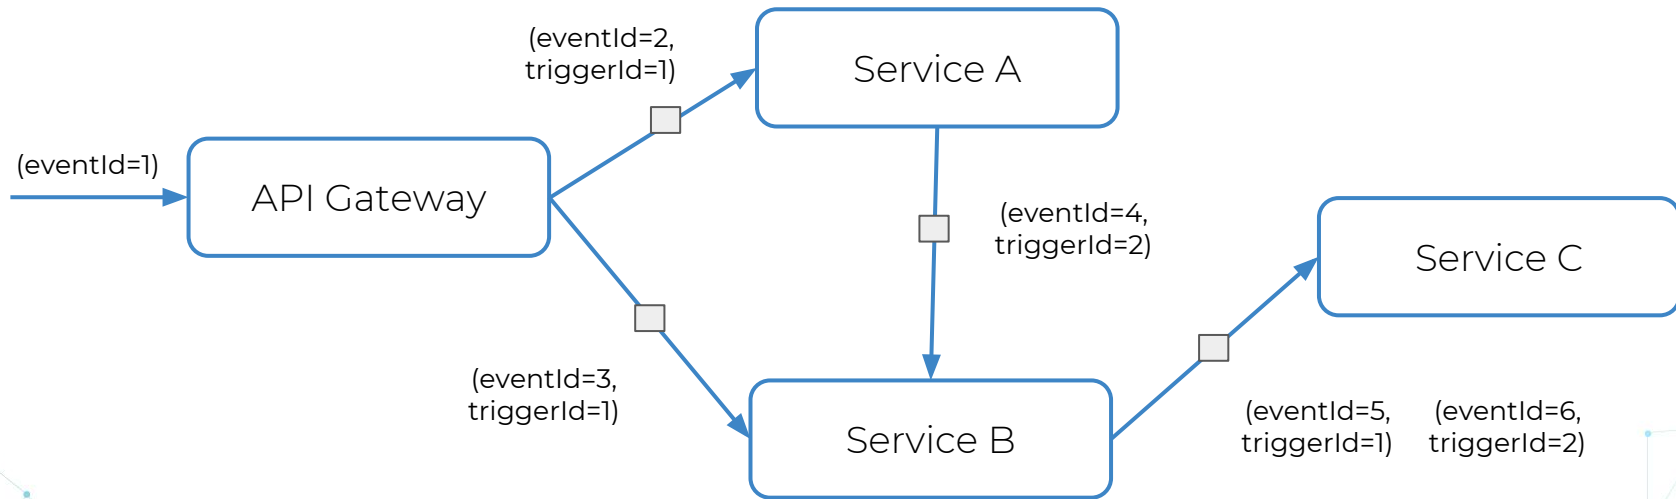 (eventId=2,
triggerId=1)
Service A
(eventId=1)
API Gateway
(eventId=4,
triggerId=2)
Service C
(eventId=3,
triggerId=1)
Service B
(eventId=5,
triggerId=1)
(eventId=6,
triggerId=2)